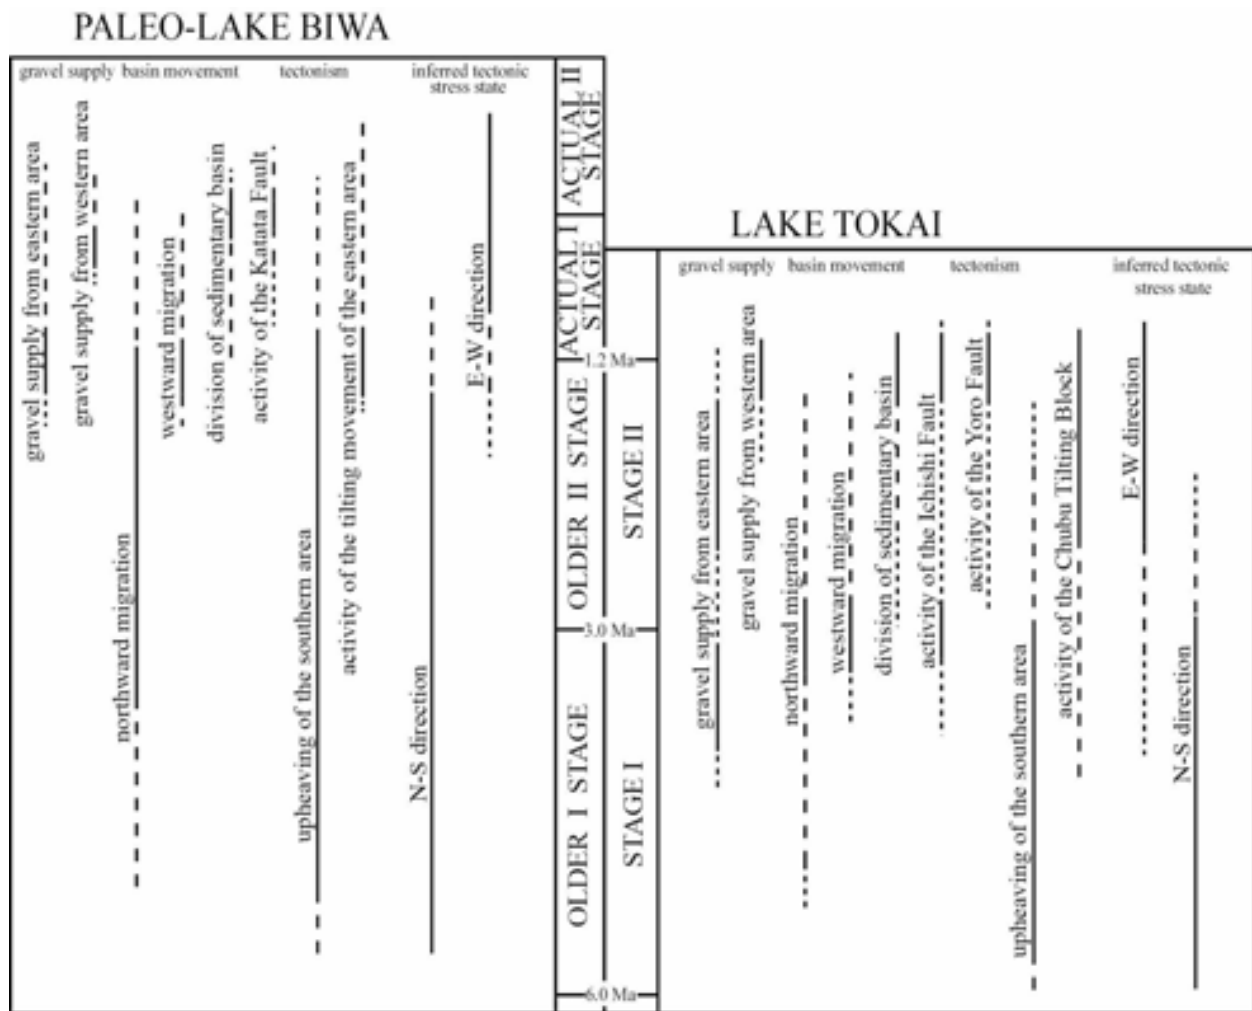 PALEO-LAKE BIWA
gravel supply
basin movement
tectonism
inferred tectonic
stress state
gravel supply from eastern area
gravel supply from western area
northward migration
westward migration
division of sedimentary basin
activity of the Katata Fault
upheaving of the southern area
activity of the tilting movement of the eastern area
N-S direction
E-W direction
ACTUAL II
STAGE
ACTUAL I
STAGE
1.2 Ma
OLDER II STAGE
STAGE II
3.0 Ma
OLDER I STAGE
STAGE I
6.0 Ma
LAKE TOKAI
gravel supply
basin movement
tectonism
inferred tectonic
stress state
gravel supply from eastern area
gravel supply from western area
northward migration
westward migration
division of sedimentary basin
activity of the Ichishi Fault
activity of the Yoro Fault
upheaving of the southern area
activity of the Chubu Tilting Block
E-W direction
N-S direction